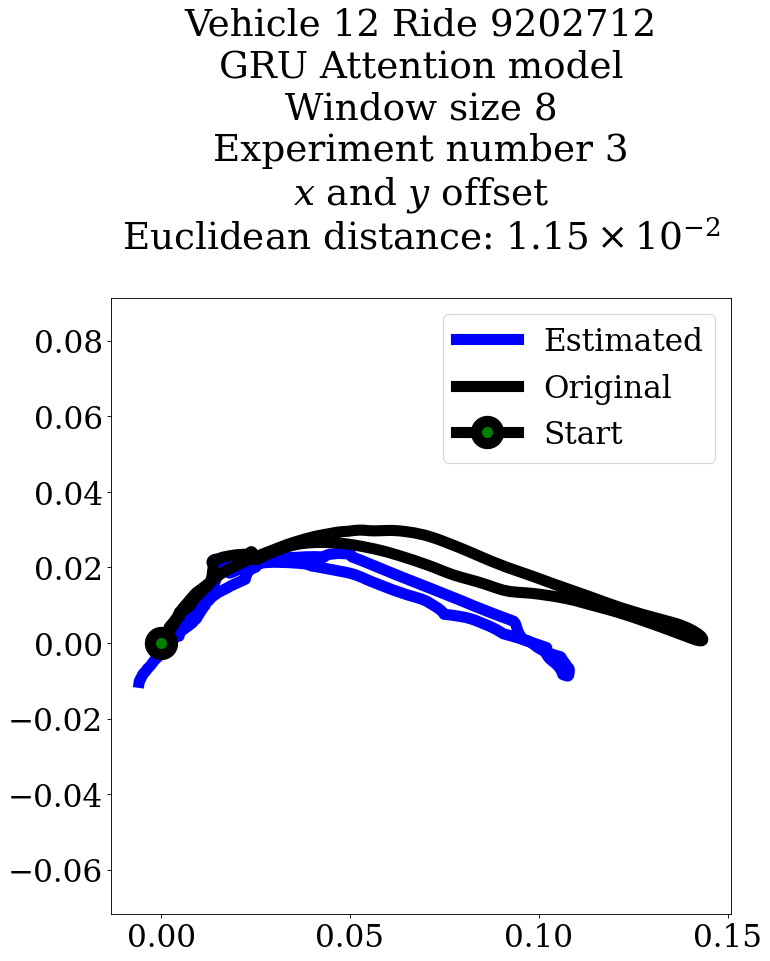 Vehicle 12 Ride 9202712
GRU Attention model
Window size 8
Experiment number 3
x and y offset
Euclidean distance: 1.15 × 10⁻²
Estimated
Original
Start
0.08
0.06
0.04
0.02
0.00
−0.02
−0.04
−0.06
0.00 0.05 0.10 0.15